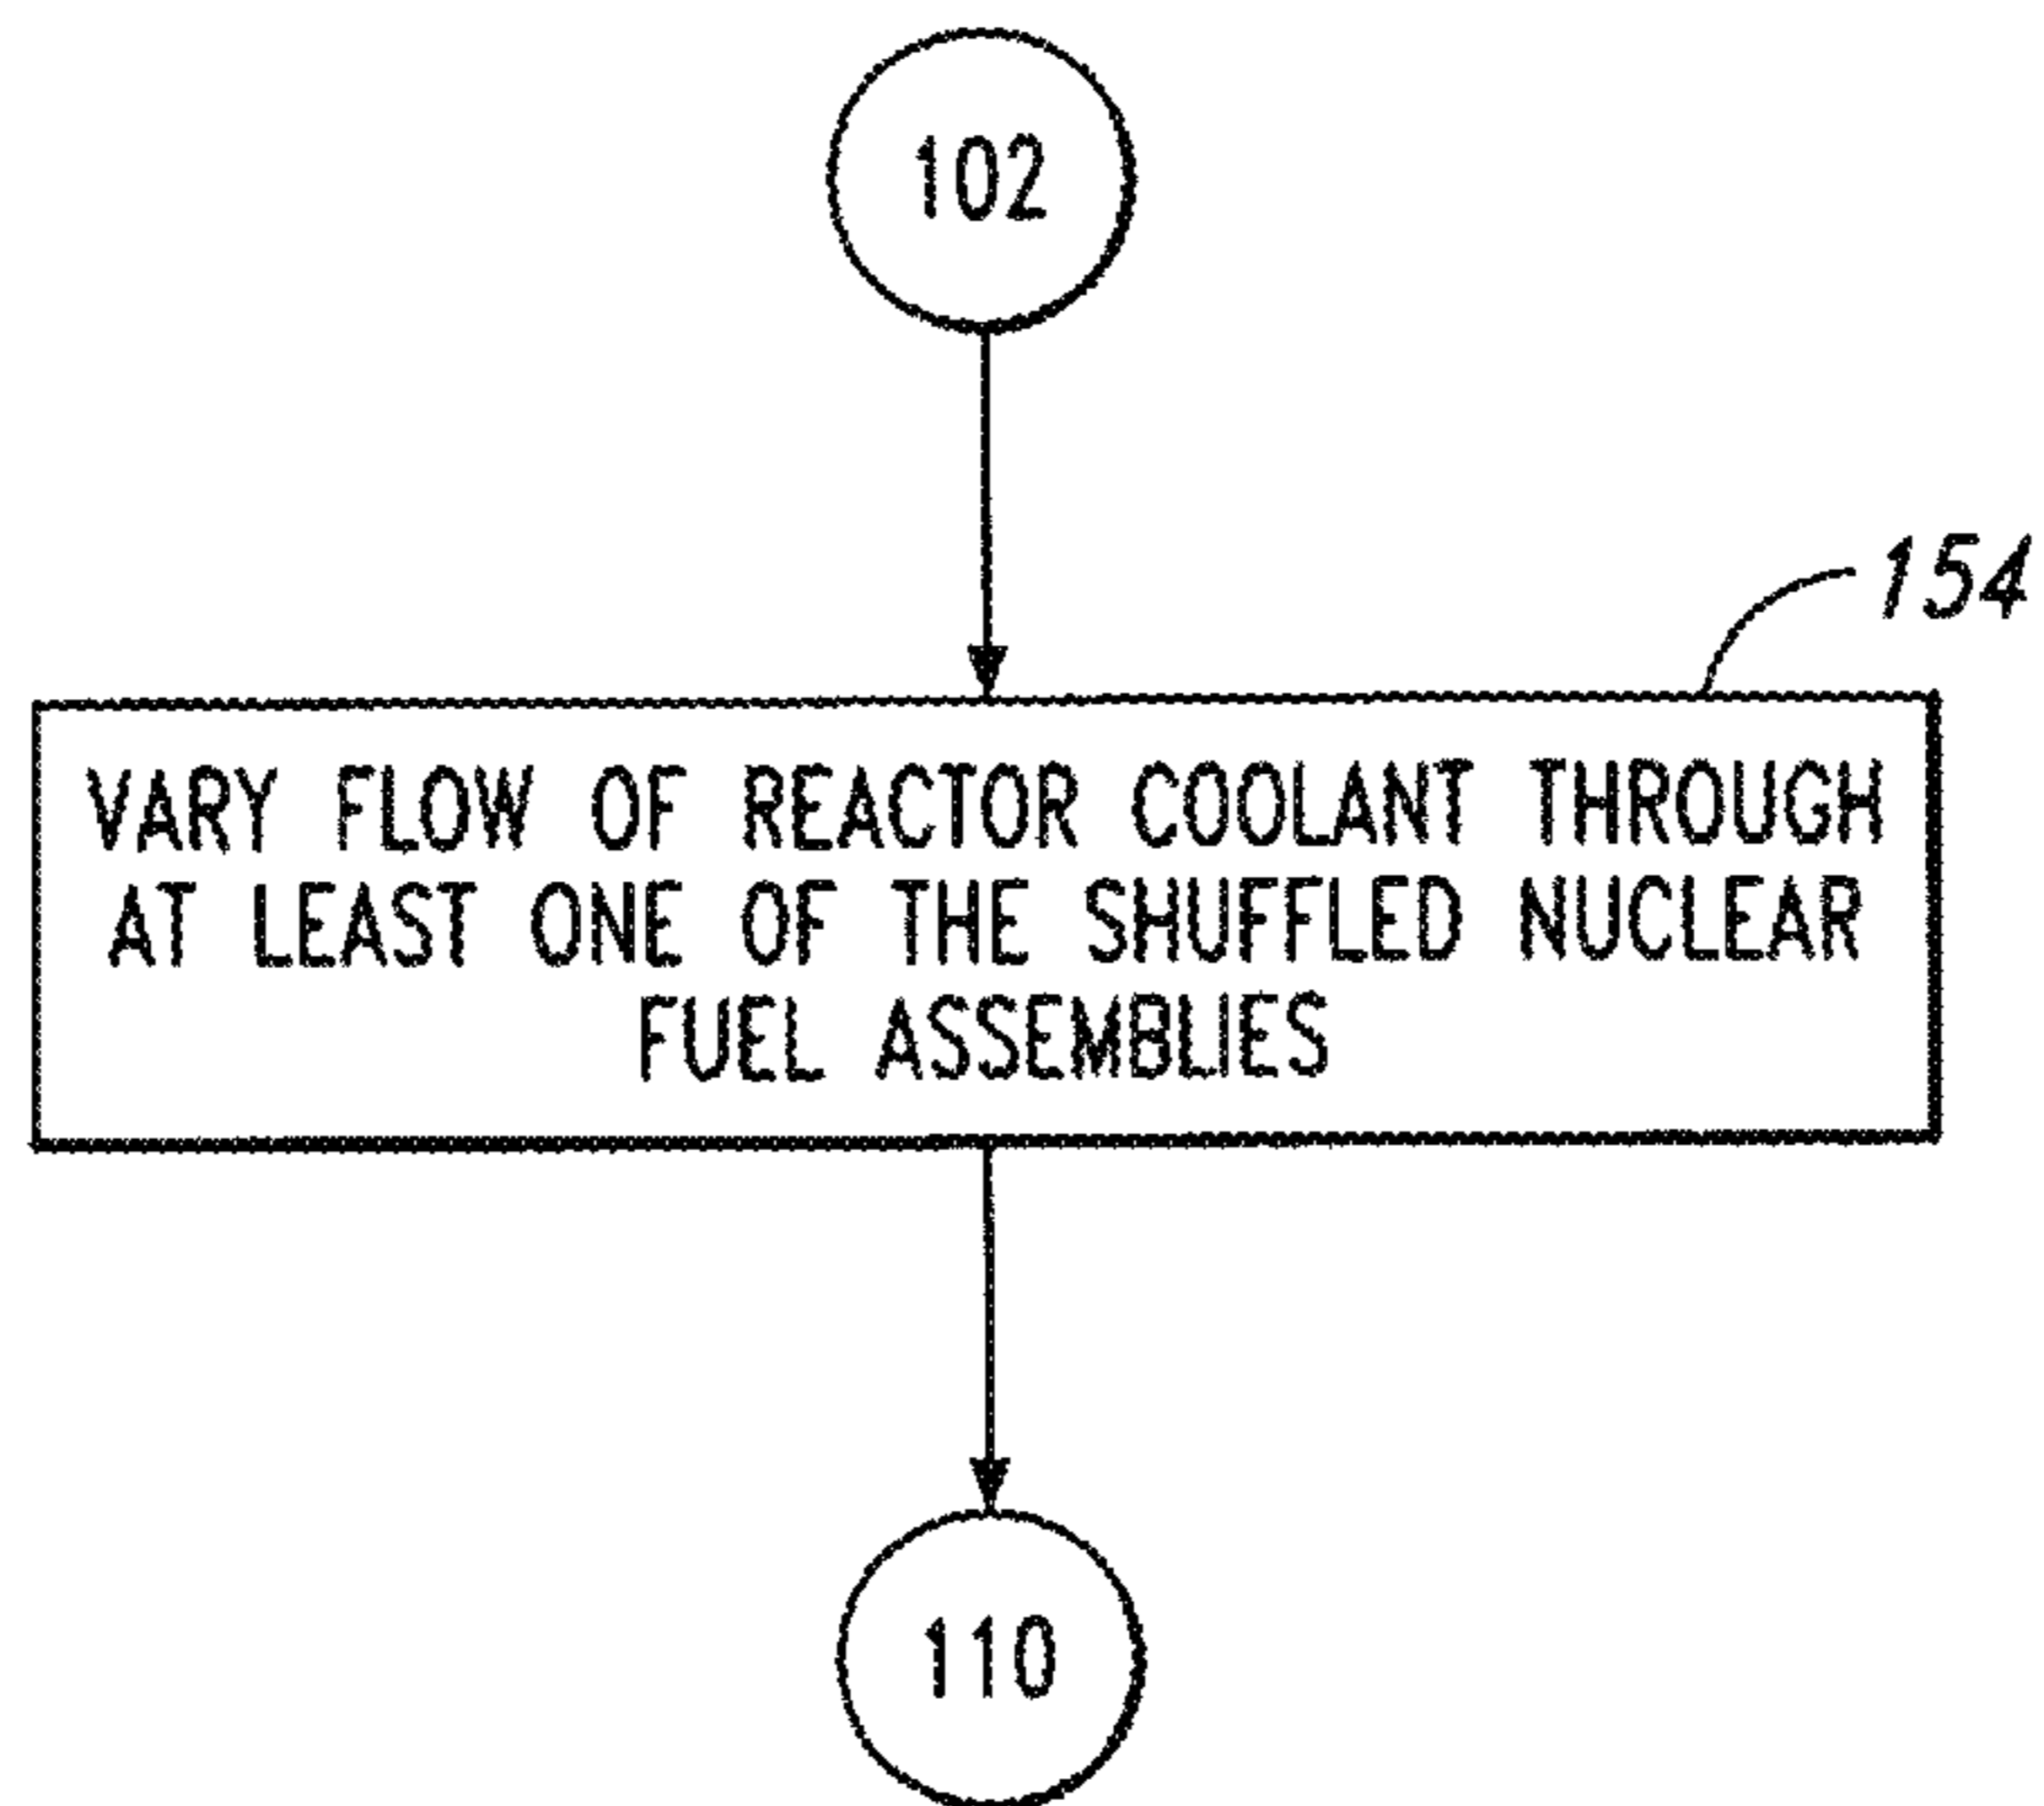 102
154
VARY FLOW OF REACTOR COOLANT THROUGH
AT LEAST ONE OF THE SHUFFLED NUCLEAR
FUEL ASSEMBLIES
110